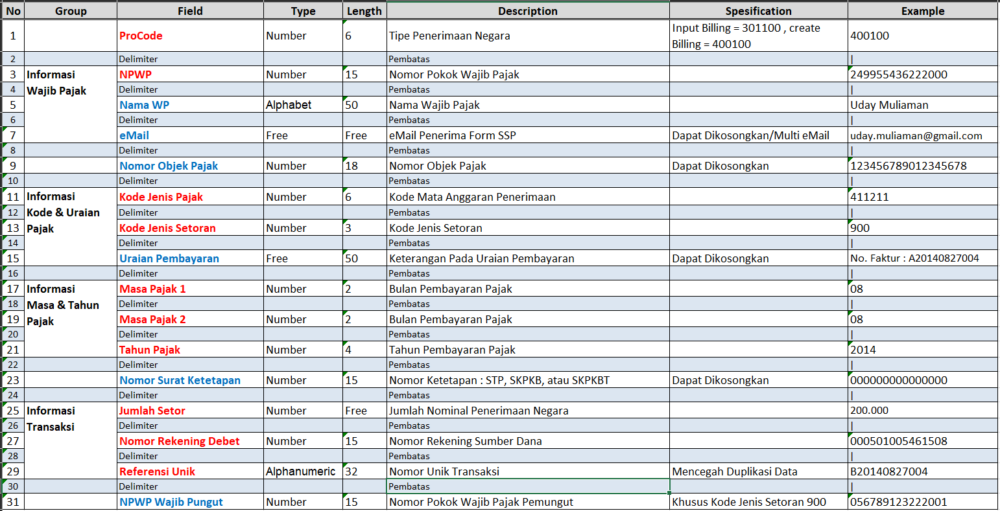 No Group Field Type Length Description Spesification Example
1 ProCode Number 6 Tipe Penerimaan Negara Input Billing = 301100 , create Billing = 400100 400100
2 Delimiter Pembatas |
3 Informasi Wajib Pajak NPWP Number 15 Nomor Pokok Wajib Pajak 249955436222000
4 Delimiter Pembatas |
5 Nama WP Alphabet 50 Nama Wajib Pajak Uday Muliaman
6 Delimiter Pembatas |
7 eMail Free Free eMail Penerima Form SSP Dapat Dikosongkan/Multi eMail uday.muliaman@gmail.com
8 Delimiter Pembatas |
9 Nomor Objek Pajak Number 18 Nomor Objek Pajak Dapat Dikosongkan 123456789012345678
10 Delimiter Pembatas |
11 Informasi Kode & Uraian Pajak Kode Jenis Pajak Number 6 Kode Mata Anggaran Penerimaan 411211
12 Delimiter Pembatas |
13 Kode Jenis Setoran Number 3 Kode Jenis Setoran 900
14 Delimiter Pembatas |
15 Uraian Pembayaran Free 50 Keterangan Pada Uraian Pembayaran Dapat Dikosongkan No. Faktur : A20140827004
16 Delimiter Pembatas |
17 Informasi Masa & Tahun Pajak Masa Pajak 1 Number 2 Bulan Pembayaran Pajak 08
18 Delimiter Pembatas |
19 Masa Pajak 2 Number 2 Bulan Pembayaran Pajak 08
20 Delimiter Pembatas |
21 Tahun Pajak Number 4 Tahun Pembayaran Pajak 2014
22 Delimiter Pembatas |
23 Nomor Surat Ketetapan Number 15 Nomor Ketetapan : STP, SKPKB, atau SKPKBT Dapat Dikosongkan 000000000000000
24 Delimiter Pembatas |
25 Informasi Transaksi Jumlah Setor Number Free Jumlah Nominal Penerimaan Negara 200.000
26 Delimiter Pembatas |
27 Nomor Rekening Debet Number 15 Nomor Rekening Sumber Dana 000501005461508
28 Delimiter Pembatas |
29 Referensi Unik Alphanumeric 32 Nomor Unik Transaksi Mencegah Duplikasi Data B20140827004
30 Delimiter Pembatas |
31 NPWP Wajib Pungut Number 15 Nomor Pokok Wajib Pajak Pemungut Khusus Kode Jenis Setoran 900 056789123222001